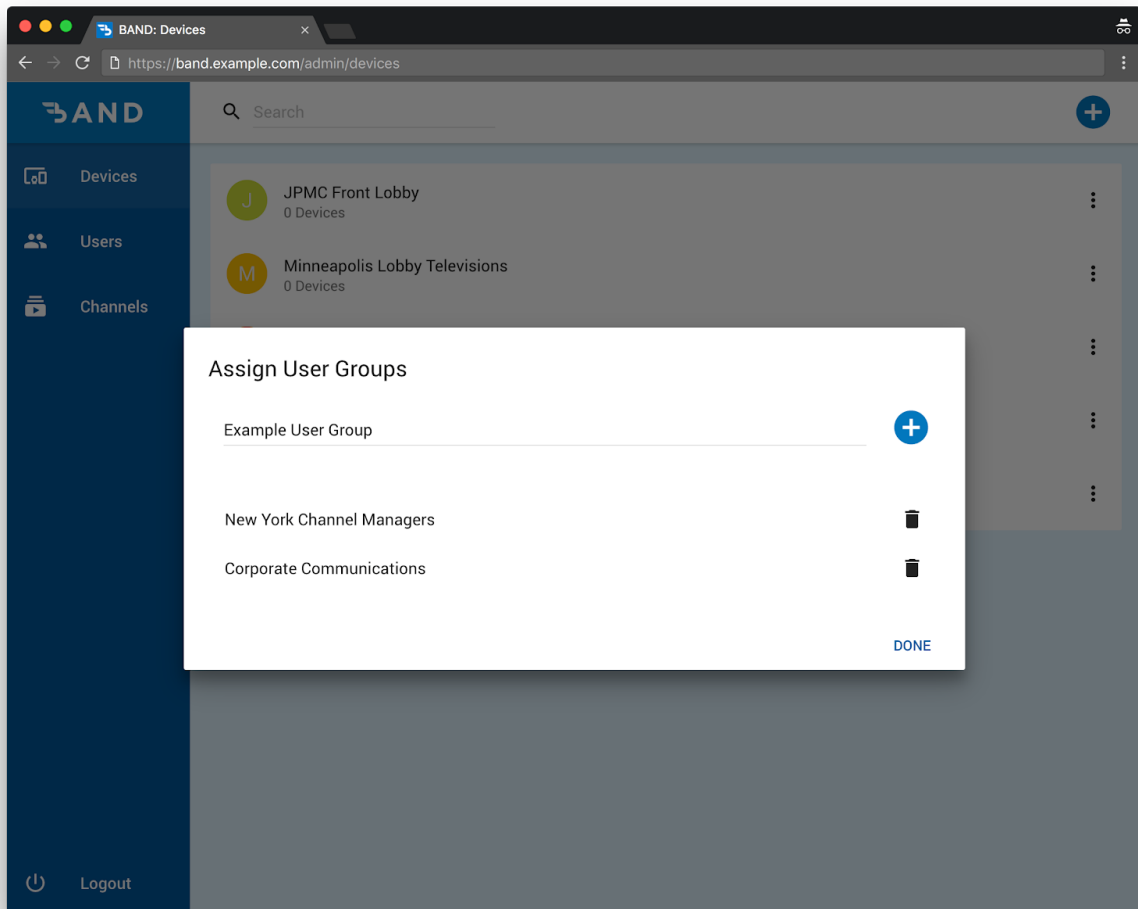 BAND: Devices
https://band.example.com/admin/devices
BAND
Search
Devices
Users
Channels
J
JPMC Front Lobby
0 Devices
M
Minneapolis Lobby Televisions
0 Devices
Assign User Groups
Example User Group
New York Channel Managers
Corporate Communications
DONE
Logout